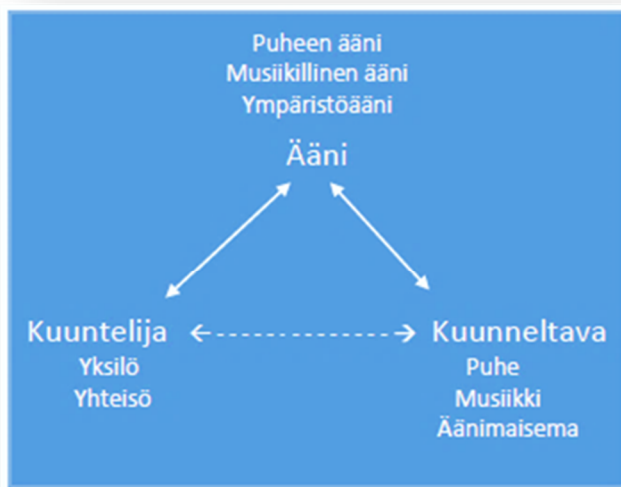 Puheen ääni
Musiikillinen ääni
Ympäristöääni
Ääni
Kuuntelija
Yksilö
Yhteisö
Kuunneltava
Puhe
Musiikki
Äänimaisema